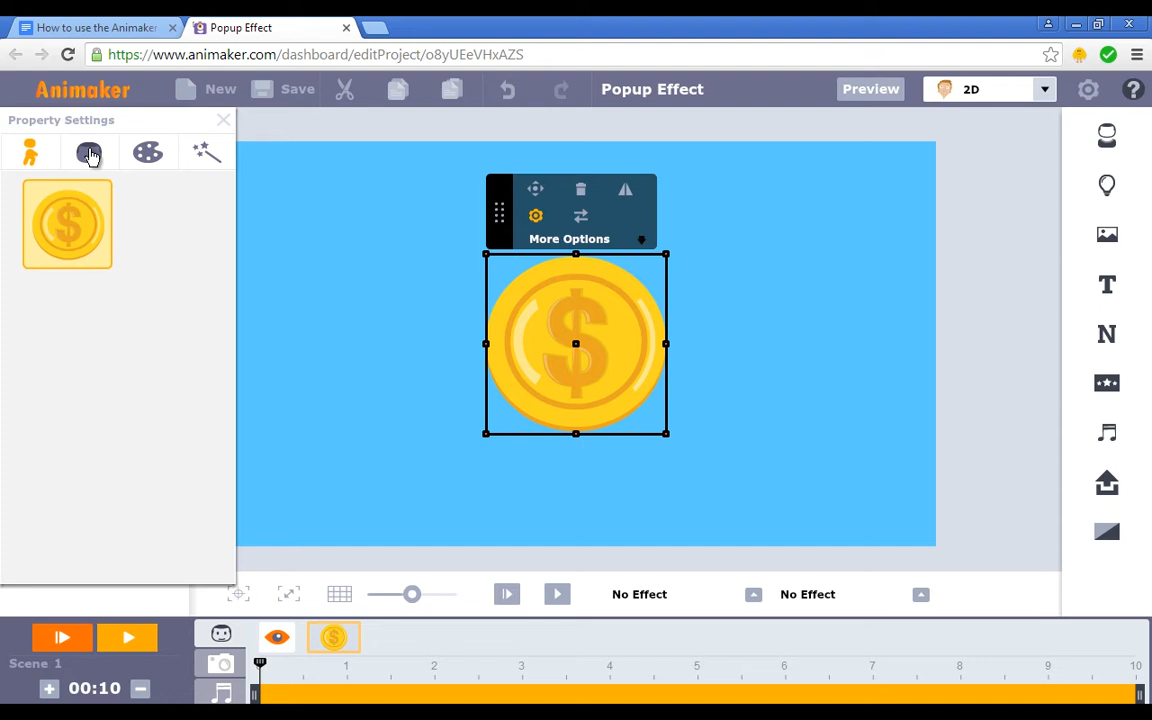 How to use the Animaker
Popup Effect
https://www.animaker.com/dashboard/editProject/o8yUEeVHxAZS
Animaker
New
Save
Popup Effect
Preview
2D
?
Property Settings
$
More Options
$
T
N
No Effect
No Effect
$
Scene 1
1 2 3 4 5 6 7 8 9 10
00:10